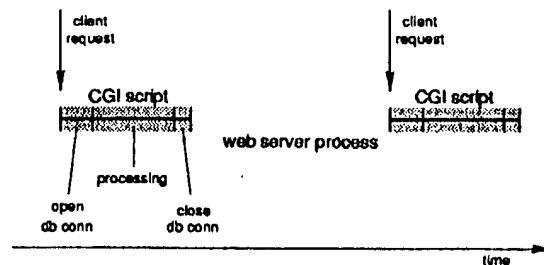 client
request
client
request
CGI script
CGI script
web server process
processing
open
db conn
close
db conn
time